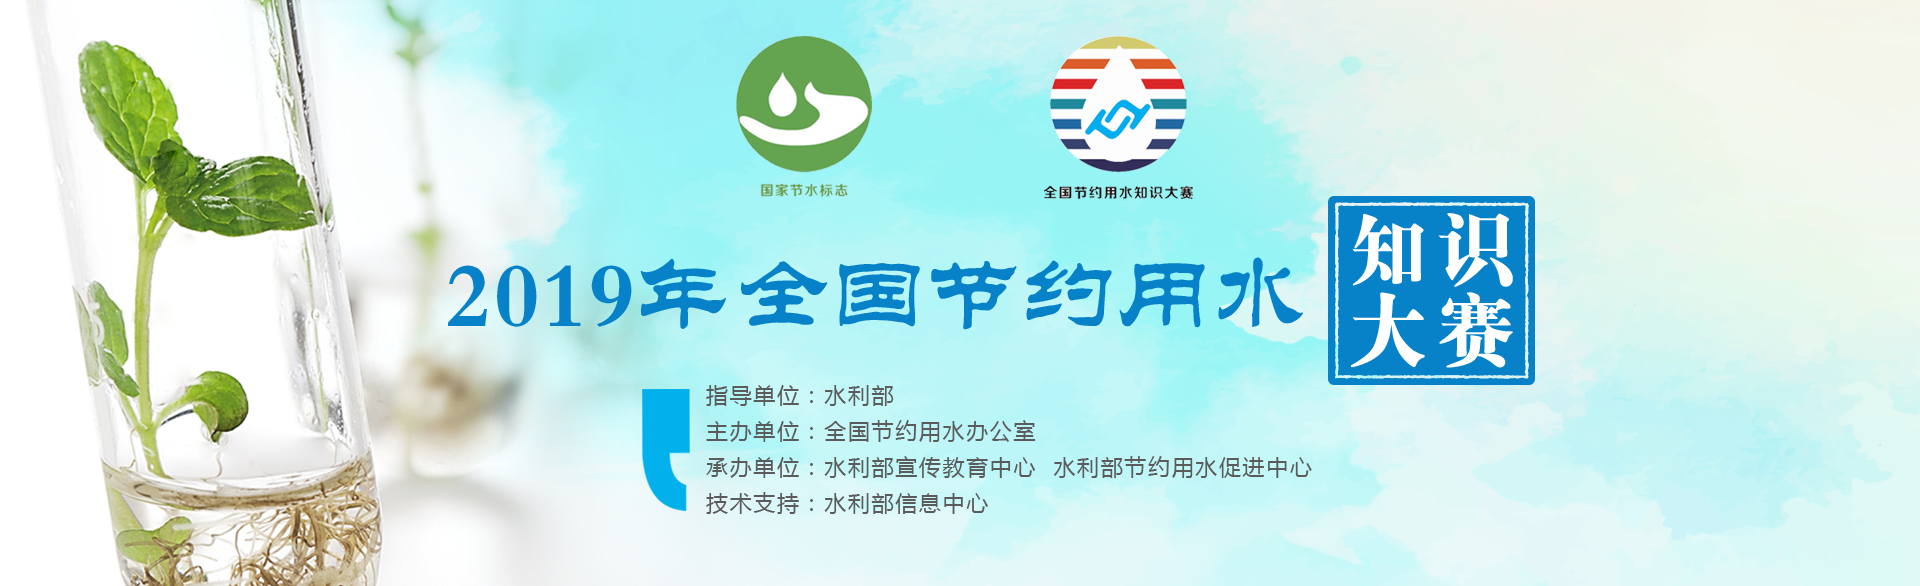 国家节水标志
全国节约用水知识大赛
2019年全国节约用水
知识
大赛
指导单位：水利部
主办单位：全国节约用水办公室
承办单位：水利部宣传教育中心 水利部节约用水促进中心
技术支持：水利部信息中心